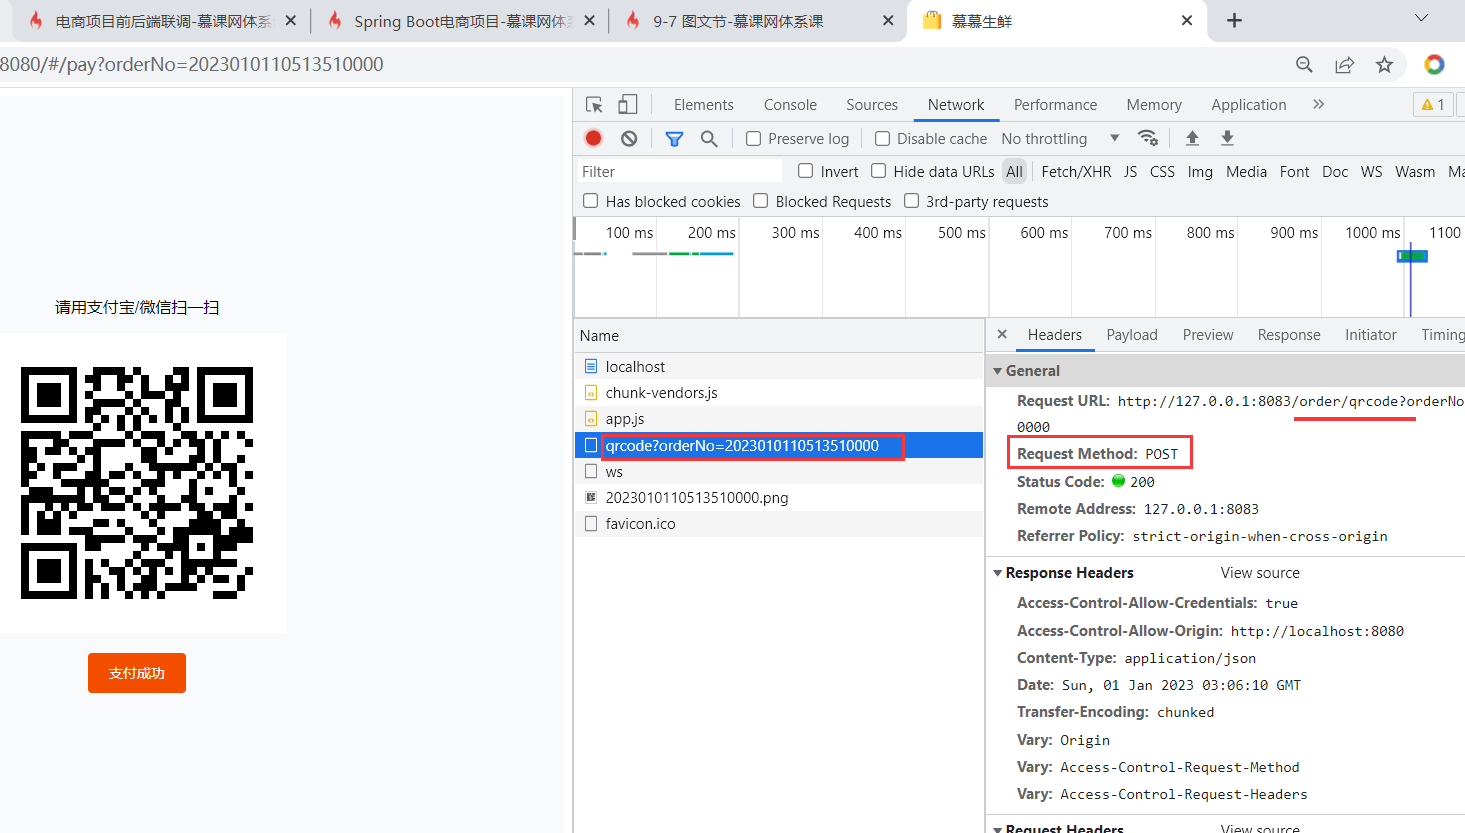 电商项目前后端联调-慕课网体系
Spring Boot电商项目-慕课网体
9-7 图文节-慕课网体系课
慕慕生鲜
8080/#/pay?orderNo=2023010110513510000
Elements Console Sources Network Performance Memory Application » 1
Preserve log Disable cache No throttling
Filter Invert Hide data URLs All Fetch/XHR JS CSS Img Media Font Doc WS Wasm Ma
Has blocked cookies Blocked Requests 3rd-party requests
100 ms 200 ms 300 ms 400 ms 500 ms 600 ms 700 ms 800 ms 900 ms 1000 ms 1100
请用支付宝/微信扫一扫
支付成功
Name
localhost
chunk-vendors.js
app.js
qrcode?orderNo=2023010110513510000
ws
2023010110513510000.png
favicon.ico
Headers Payload Preview Response Initiator Timing
General
Request URL: http://127.0.0.1:8083/order/qrcode?orderNo
0000
Request Method: POST
Status Code: 200
Remote Address: 127.0.0.1:8083
Referrer Policy: strict-origin-when-cross-origin
Response Headers View source
Access-Control-Allow-Credentials: true
Access-Control-Allow-Origin: http://localhost:8080
Content-Type: application/json
Date: Sun, 01 Jan 2023 03:06:10 GMT
Transfer-Encoding: chunked
Vary: Origin
Vary: Access-Control-Request-Method
Vary: Access-Control-Request-Headers
Request Headers View source